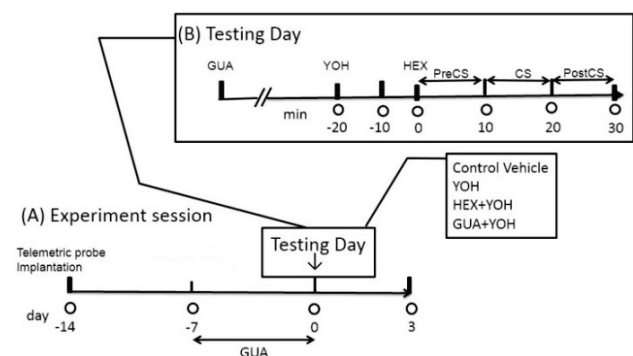 (B) Testing Day
GUA YOH HEX PreCS CS PostCS
min
-20 -10 0 10 20 30
Control Vehicle
YOH
HEX+YOH
GUA+YOH
(A) Experiment session
Testing Day
Telemetric probe
Implantation
day
-14 -7 0 3
GUA